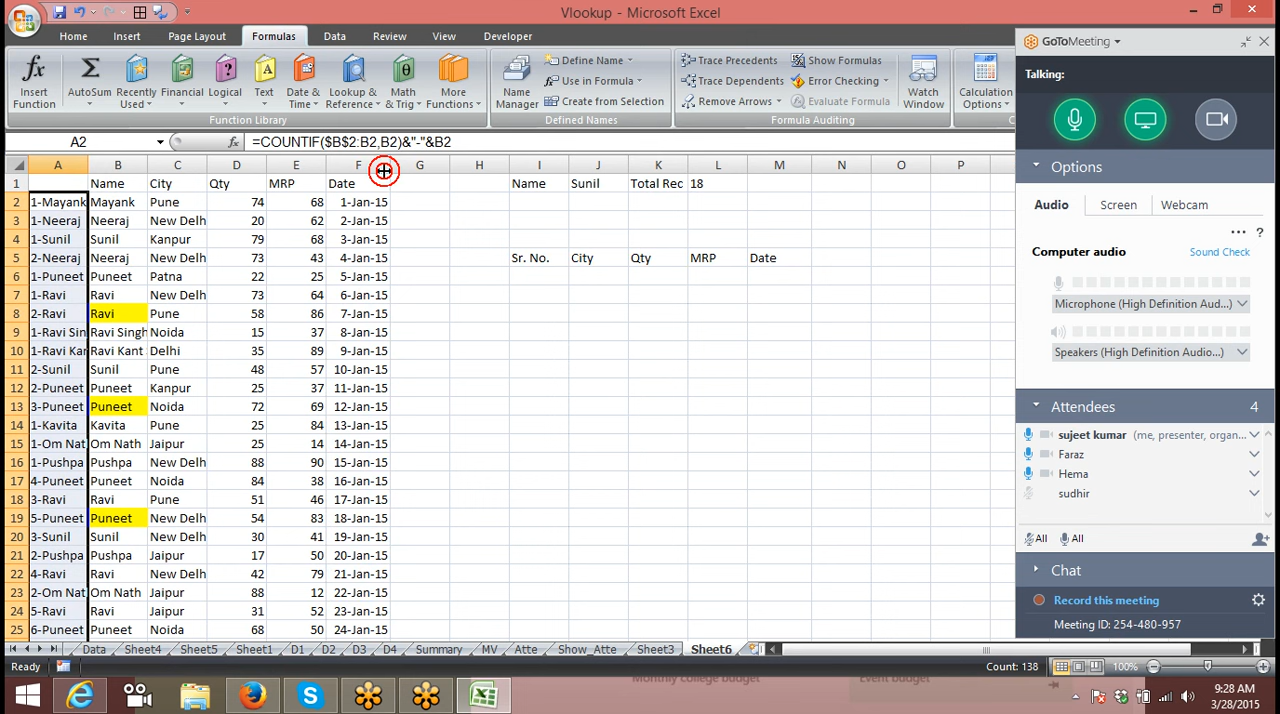 Vlookup - Microsoft Excel
GoToMeeting
Home Insert Page Layout Formulas Data Review View Developer
Insert Function
AutoSum
Recently Used
Financial
Logical
Text
Date & Time
Lookup & Reference
Math & Trig
More Functions
Function Library
Name Manager
Define Name
Use in Formula
Create from Selection
Defined Names
Trace Precedents
Trace Dependents
Remove Arrows
Show Formulas
Error Checking
Evaluate Formula
Formula Auditing
Watch Window
Calculation Options
Calculation
Talking:
A2 fx =COUNTIF($B$2:B2,B2)&"-"&B2
A B C D E F G H I J K L M N O P
1 Name City Qty MRP Date Name Sunil Total Rec 18
2 1-Mayank Mayank Pune 74 68 1-Jan-15
3 1-Neeraj Neeraj New Delh 20 62 2-Jan-15
4 1-Sunil Sunil Kanpur 79 68 3-Jan-15
5 2-Neeraj Neeraj New Delh 73 43 4-Jan-15 Sr. No. City Qty MRP Date
6 1-Puneet Puneet Patna 22 25 5-Jan-15
7 1-Ravi Ravi New Delh 73 64 6-Jan-15
8 2-Ravi Ravi Pune 58 86 7-Jan-15
9 1-Ravi Sin Ravi Singh Noida 15 37 8-Jan-15
10 1-Ravi Kar Ravi Kant Delhi 35 89 9-Jan-15
11 2-Sunil Sunil Pune 48 57 10-Jan-15
12 2-Puneet Puneet Kanpur 25 37 11-Jan-15
13 3-Puneet Puneet Noida 72 69 12-Jan-15
14 1-Kavita Kavita Pune 25 84 13-Jan-15
15 1-Om Nat Om Nath Jaipur 25 14 14-Jan-15
16 1-Pushpa Pushpa New Delh 88 90 15-Jan-15
17 4-Puneet Puneet Noida 84 38 16-Jan-15
18 3-Ravi Ravi Pune 51 46 17-Jan-15
19 5-Puneet Puneet New Delh 54 83 18-Jan-15
20 3-Sunil Sunil New Delh 30 41 19-Jan-15
21 2-Pushpa Pushpa Jaipur 17 50 20-Jan-15
22 4-Ravi Ravi New Delh 42 79 21-Jan-15
23 2-Om Nat Om Nath Jaipur 88 12 22-Jan-15
24 5-Ravi Ravi Jaipur 31 52 23-Jan-15
25 6-Puneet Puneet Noida 68 50 24-Jan-15
Data Sheet4 Sheet5 Sheet1 D1 D2 D3 D4 Summary MV Atte Show_Atte Sheet3 Sheet6
Ready Count: 138 100%
Options
Audio Screen Webcam
... ?
Computer audio Sound Check
Microphone (High Definition Aud...)
Speakers (High Definition Audio...)
Attendees 4
sujeet kumar (me, presenter, organ...
Faraz
Hema
sudhir
All All
Chat
Record this meeting
Meeting ID: 254-480-957
Monthly college budget
Event budget
9:28 AM
3/28/2015